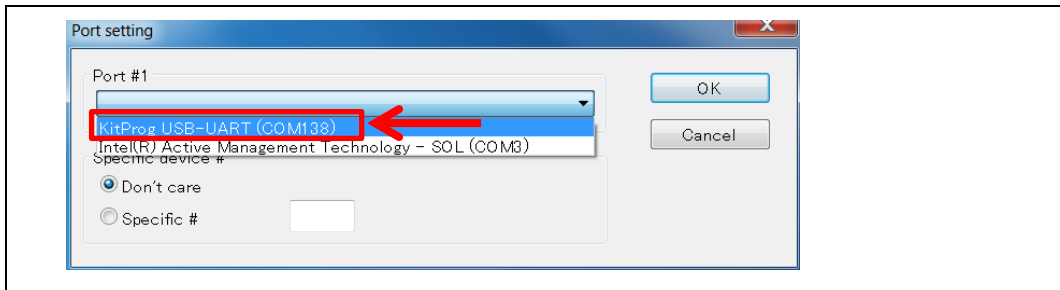 Port setting
Port #1
OK
KitProg USB-UART (COM138)
Intel(R) Active Management Technology - SOL (COM3)
Cancel
Specific device #
Don't care
Specific #